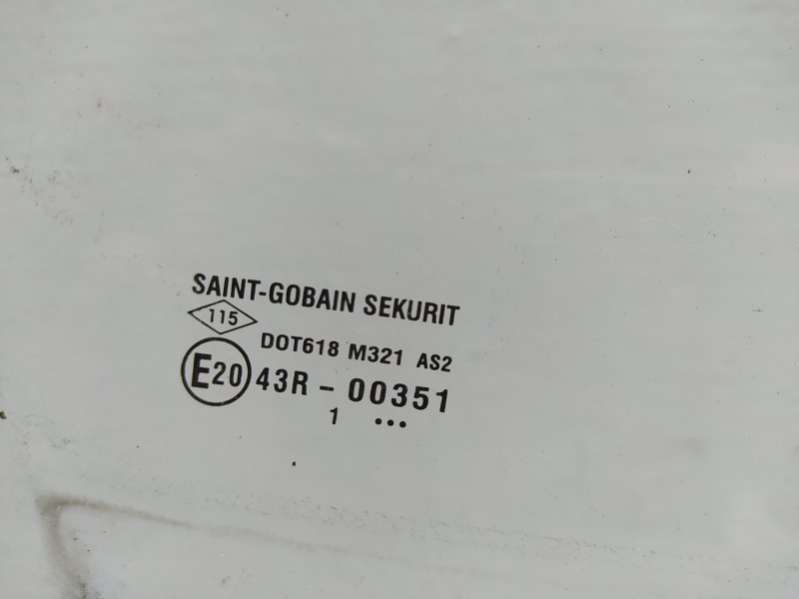 SAINT-GOBAIN SEKURIT
115
DOT618 M321 AS2
E20 43R - 00351
1 •••